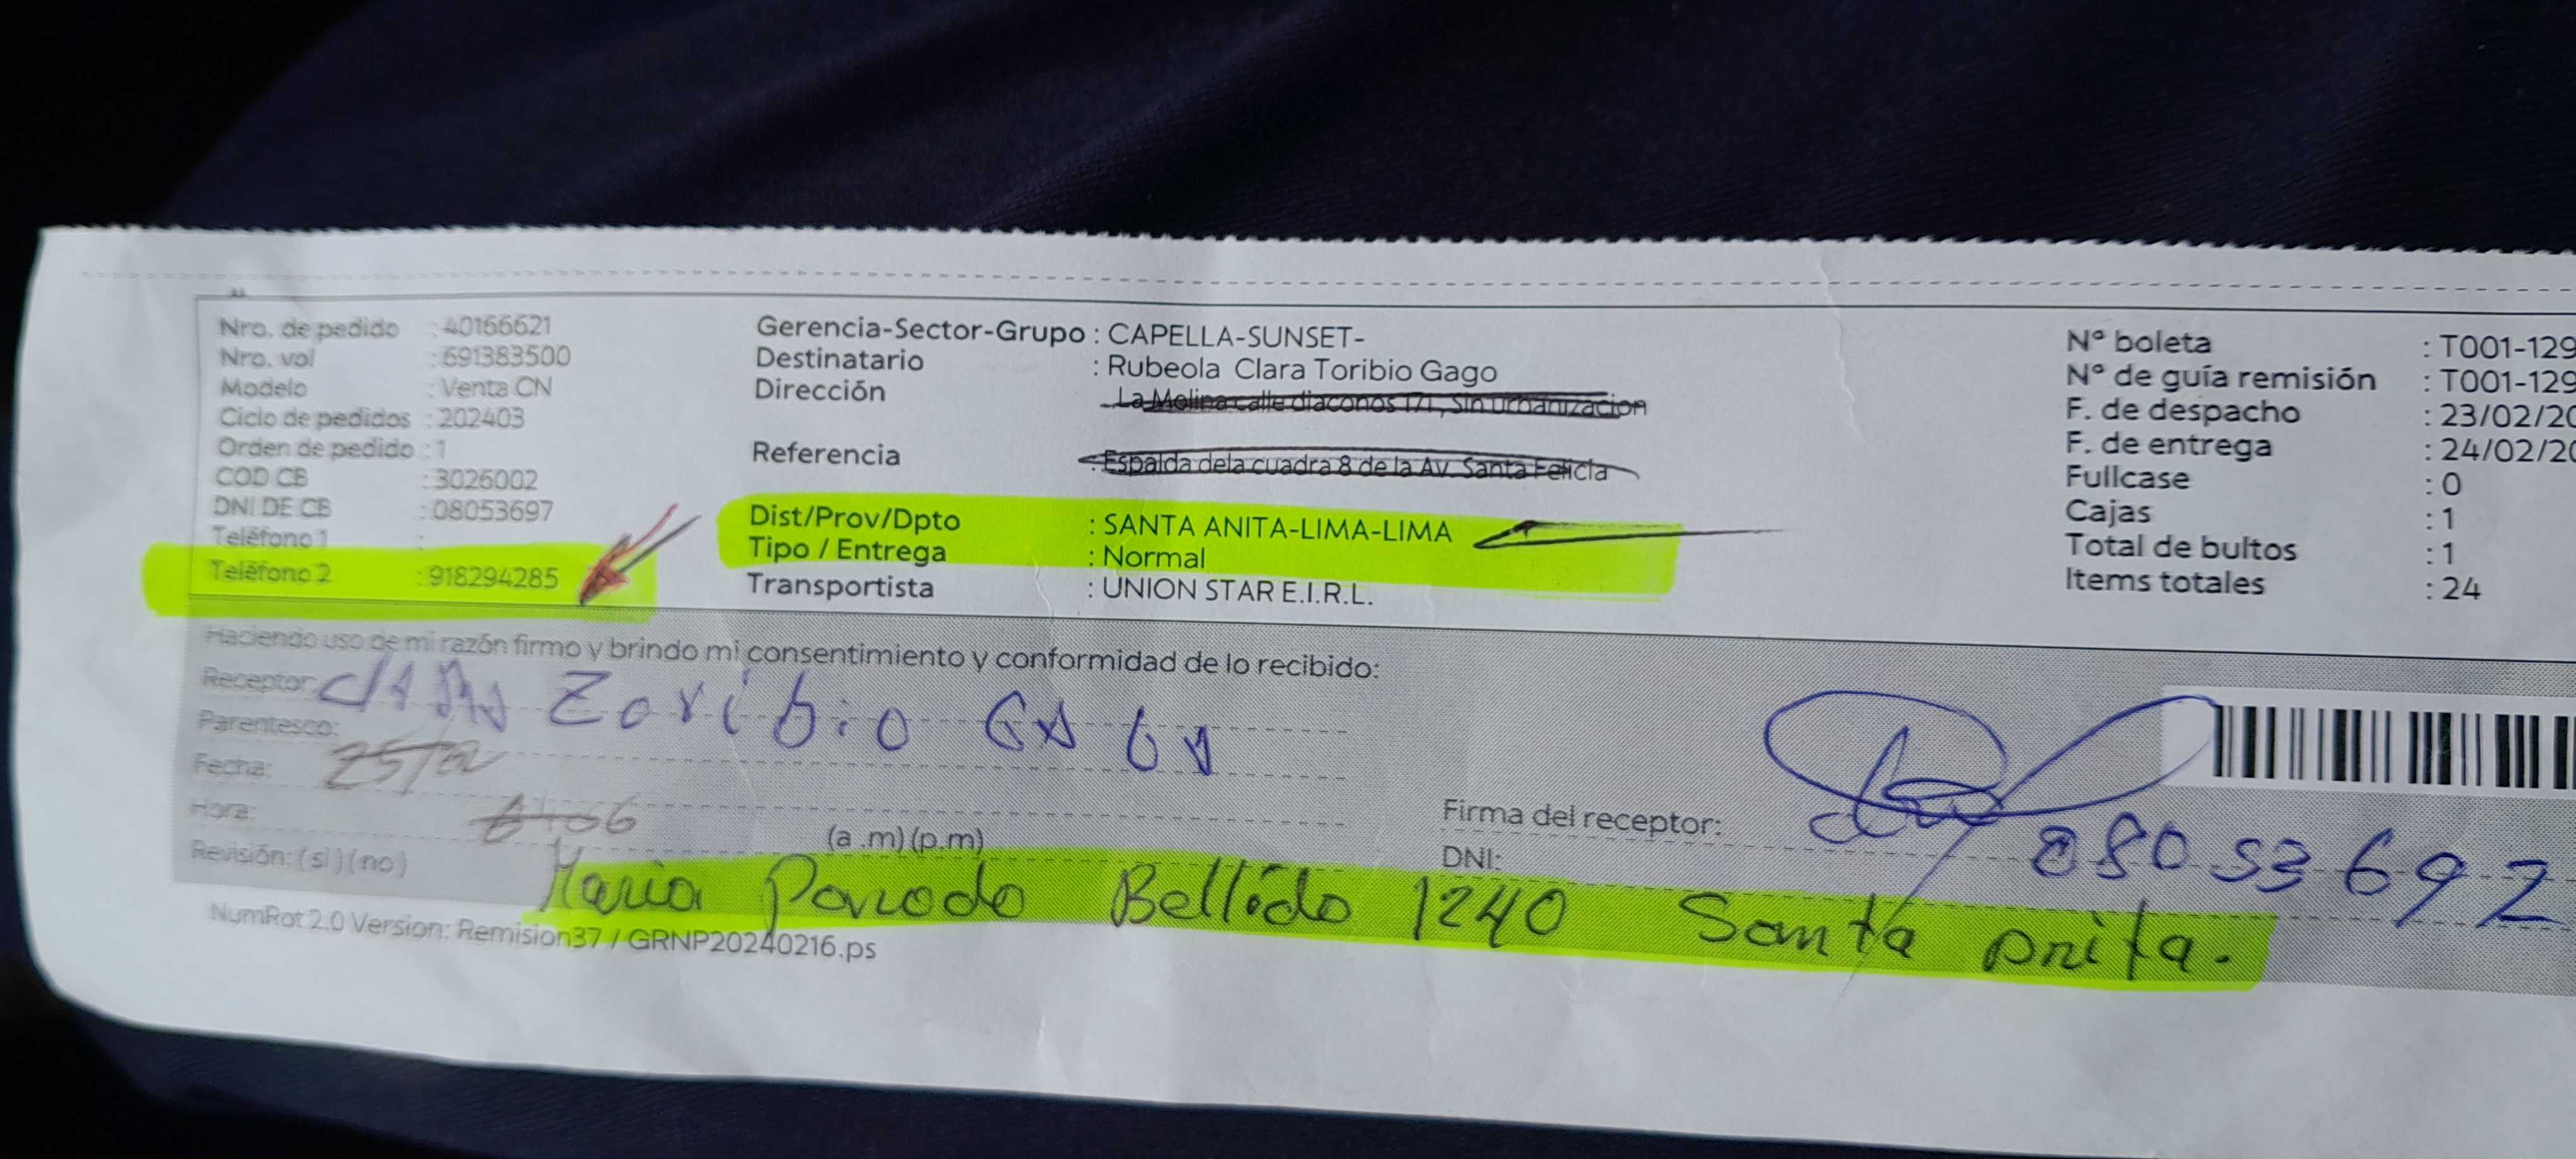 Nro. de pedido : 40166621
Nro. vol : 691383500
Modelo : Venta CN
Ciclo de pedidos : 202403
Orden de pedido : 1
COD CB : 3026002
DNI DE CB : 08053697
Teléfono 1 :
Teléfono 2 : 918294285
Gerencia-Sector-Grupo : CAPELLA-SUNSET-
Destinatario : Rubeola Clara Toribio Gago
Dirección : La Molina calle diaconos 171, Sin urbanizacion
Referencia : Espalda dela cuadra 8 de la Av. Santa Felicia
Dist/Prov/Dpto : SANTA ANITA-LIMA-LIMA
Tipo / Entrega : Normal
Transportista : UNION STAR E.I.R.L.
N° boleta : T001-129
N° de guía remisión : T001-129
F. de despacho : 23/02/20
F. de entrega : 24/02/20
Fullcase : 0
Cajas : 1
Total de bultos : 1
Items totales : 24
Haciendo uso de mi razón firmo y brindo mi consentimiento y conformidad de lo recibido:
Receptor: Zoribio
Parentesco:
Fecha:
Hora: (a.m)(p.m)
Revisión: (si)(no)
Firma del receptor:
DNI: 08053692
Maria Parrado Bellido 1240 Santa Anita.
NumRot 2.0 Version: Remision37 / GRNP20240216.ps